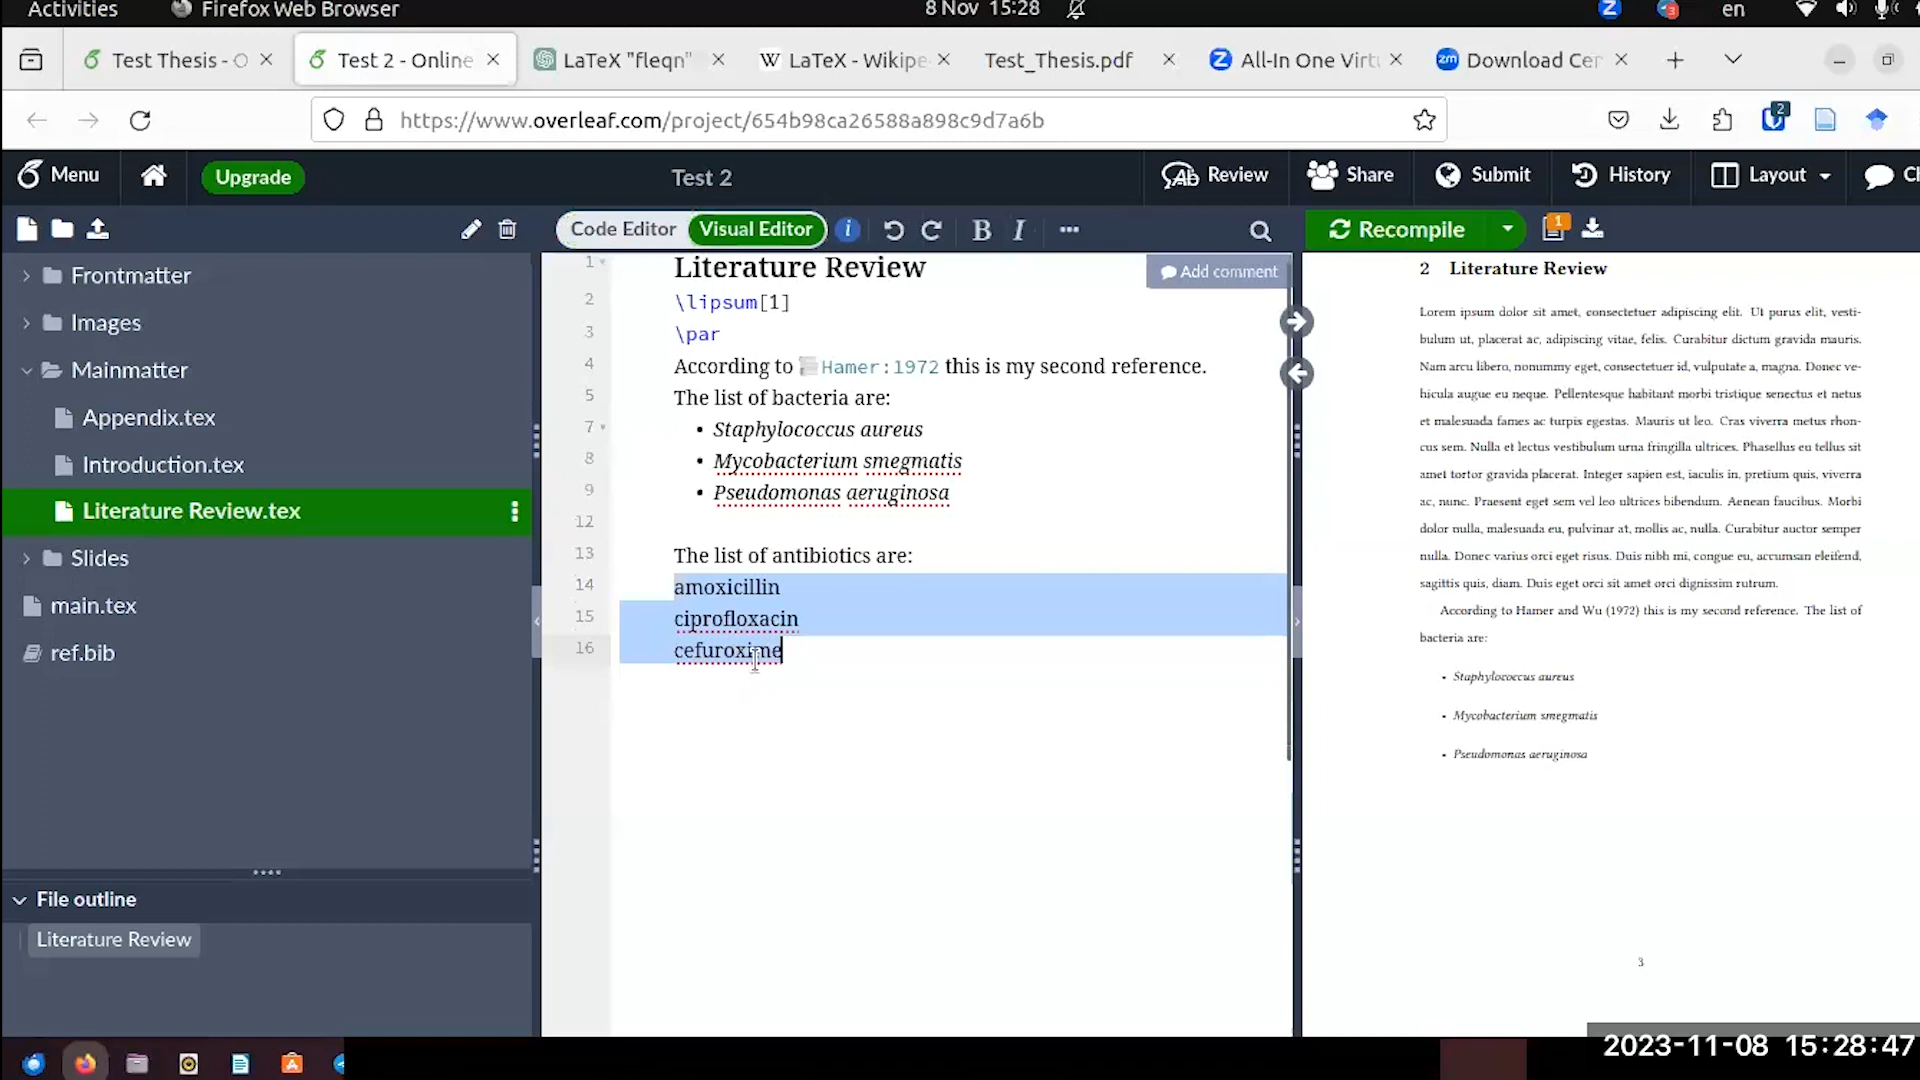 Activities
Firefox Web Browser
8 Nov 15:28
en
Test Thesis -
Test 2 - Online
LaTeX "fleqn"
LaTeX - Wikipe
Test_Thesis.pdf
All-In One Virt
Download Cer
https://www.overleaf.com/project/654b98ca26588a898c9d7a6b
2
Menu
Upgrade
Test 2
Review
Share
Submit
History
Layout
Code Editor
Visual Editor
B I
Recompile
1
Frontmatter
Images
Mainmatter
Appendix.tex
Introduction.tex
Literature Review.tex
Slides
main.tex
ref.bib
File outline
Literature Review
1 Literature Review
Add comment
2 \lipsum[1]
3 \par
4 According to Hamer:1972 this is my second reference.
5 The list of bacteria are:
7 • Staphylococcus aureus
8 • Mycobacterium smegmatis
9 • Pseudomonas aeruginosa
12
13 The list of antibiotics are:
14 amoxicillin
15 ciprofloxacin
16 cefuroxime
2 Literature Review
Lorem ipsum dolor sit amet, consectetuer adipiscing elit. Ut purus elit, vesti-
bulum ut, placerat ac, adipiscing vitae, felis. Curabitur dictum gravida mauris.
Nam arcu libero, nonummy eget, consectetuer id, vulputate a, magna. Donec ve-
hicula augue eu neque. Pellentesque habitant morbi tristique senectus et netus
et malesuada fames ac turpis egestas. Mauris ut leo. Cras viverra metus rhon-
cus sem. Nulla et lectus vestibulum urna fringilla ultrices. Phasellus eu tellus sit
amet tortor gravida placerat. Integer sapien est, iaculis in, pretium quis, viverra
ac, nunc. Praesent eget sem vel leo ultrices bibendum. Aenean faucibus. Morbi
dolor nulla, malesuada eu, pulvinar at, mollis ac, nulla. Curabitur auctor semper
nulla. Donec varius orci eget risus. Duis nibh mi, congue eu, accumsan eleifend,
sagittis quis, diam. Duis eget orci sit amet orci dignissim rutrum.
According to Hamer and Wu (1972) this is my second reference. The list of
bacteria are:
• Staphylococcus aureus
• Mycobacterium smegmatis
• Pseudomonas aeruginosa
3
2023-11-08 15:28:47